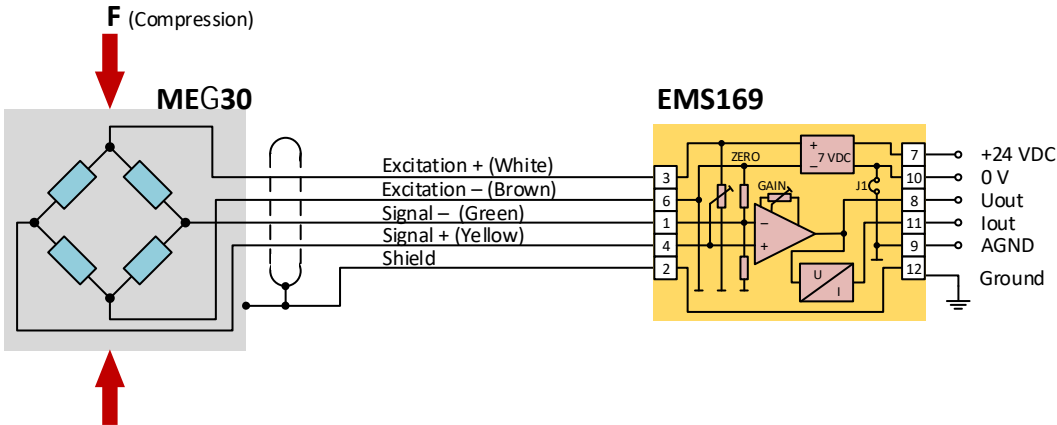 F (Compression)
MEG30
EMS169
Excitation + (White)
Excitation – (Brown)
Signal – (Green)
Signal + (Yellow)
Shield
3
6
1
4
2
ZERO
GAIN
+
–
7 VDC
J1
–
+
U
I
7
10
8
11
9
12
+24 VDC
0 V
Uout
Iout
AGND
Ground